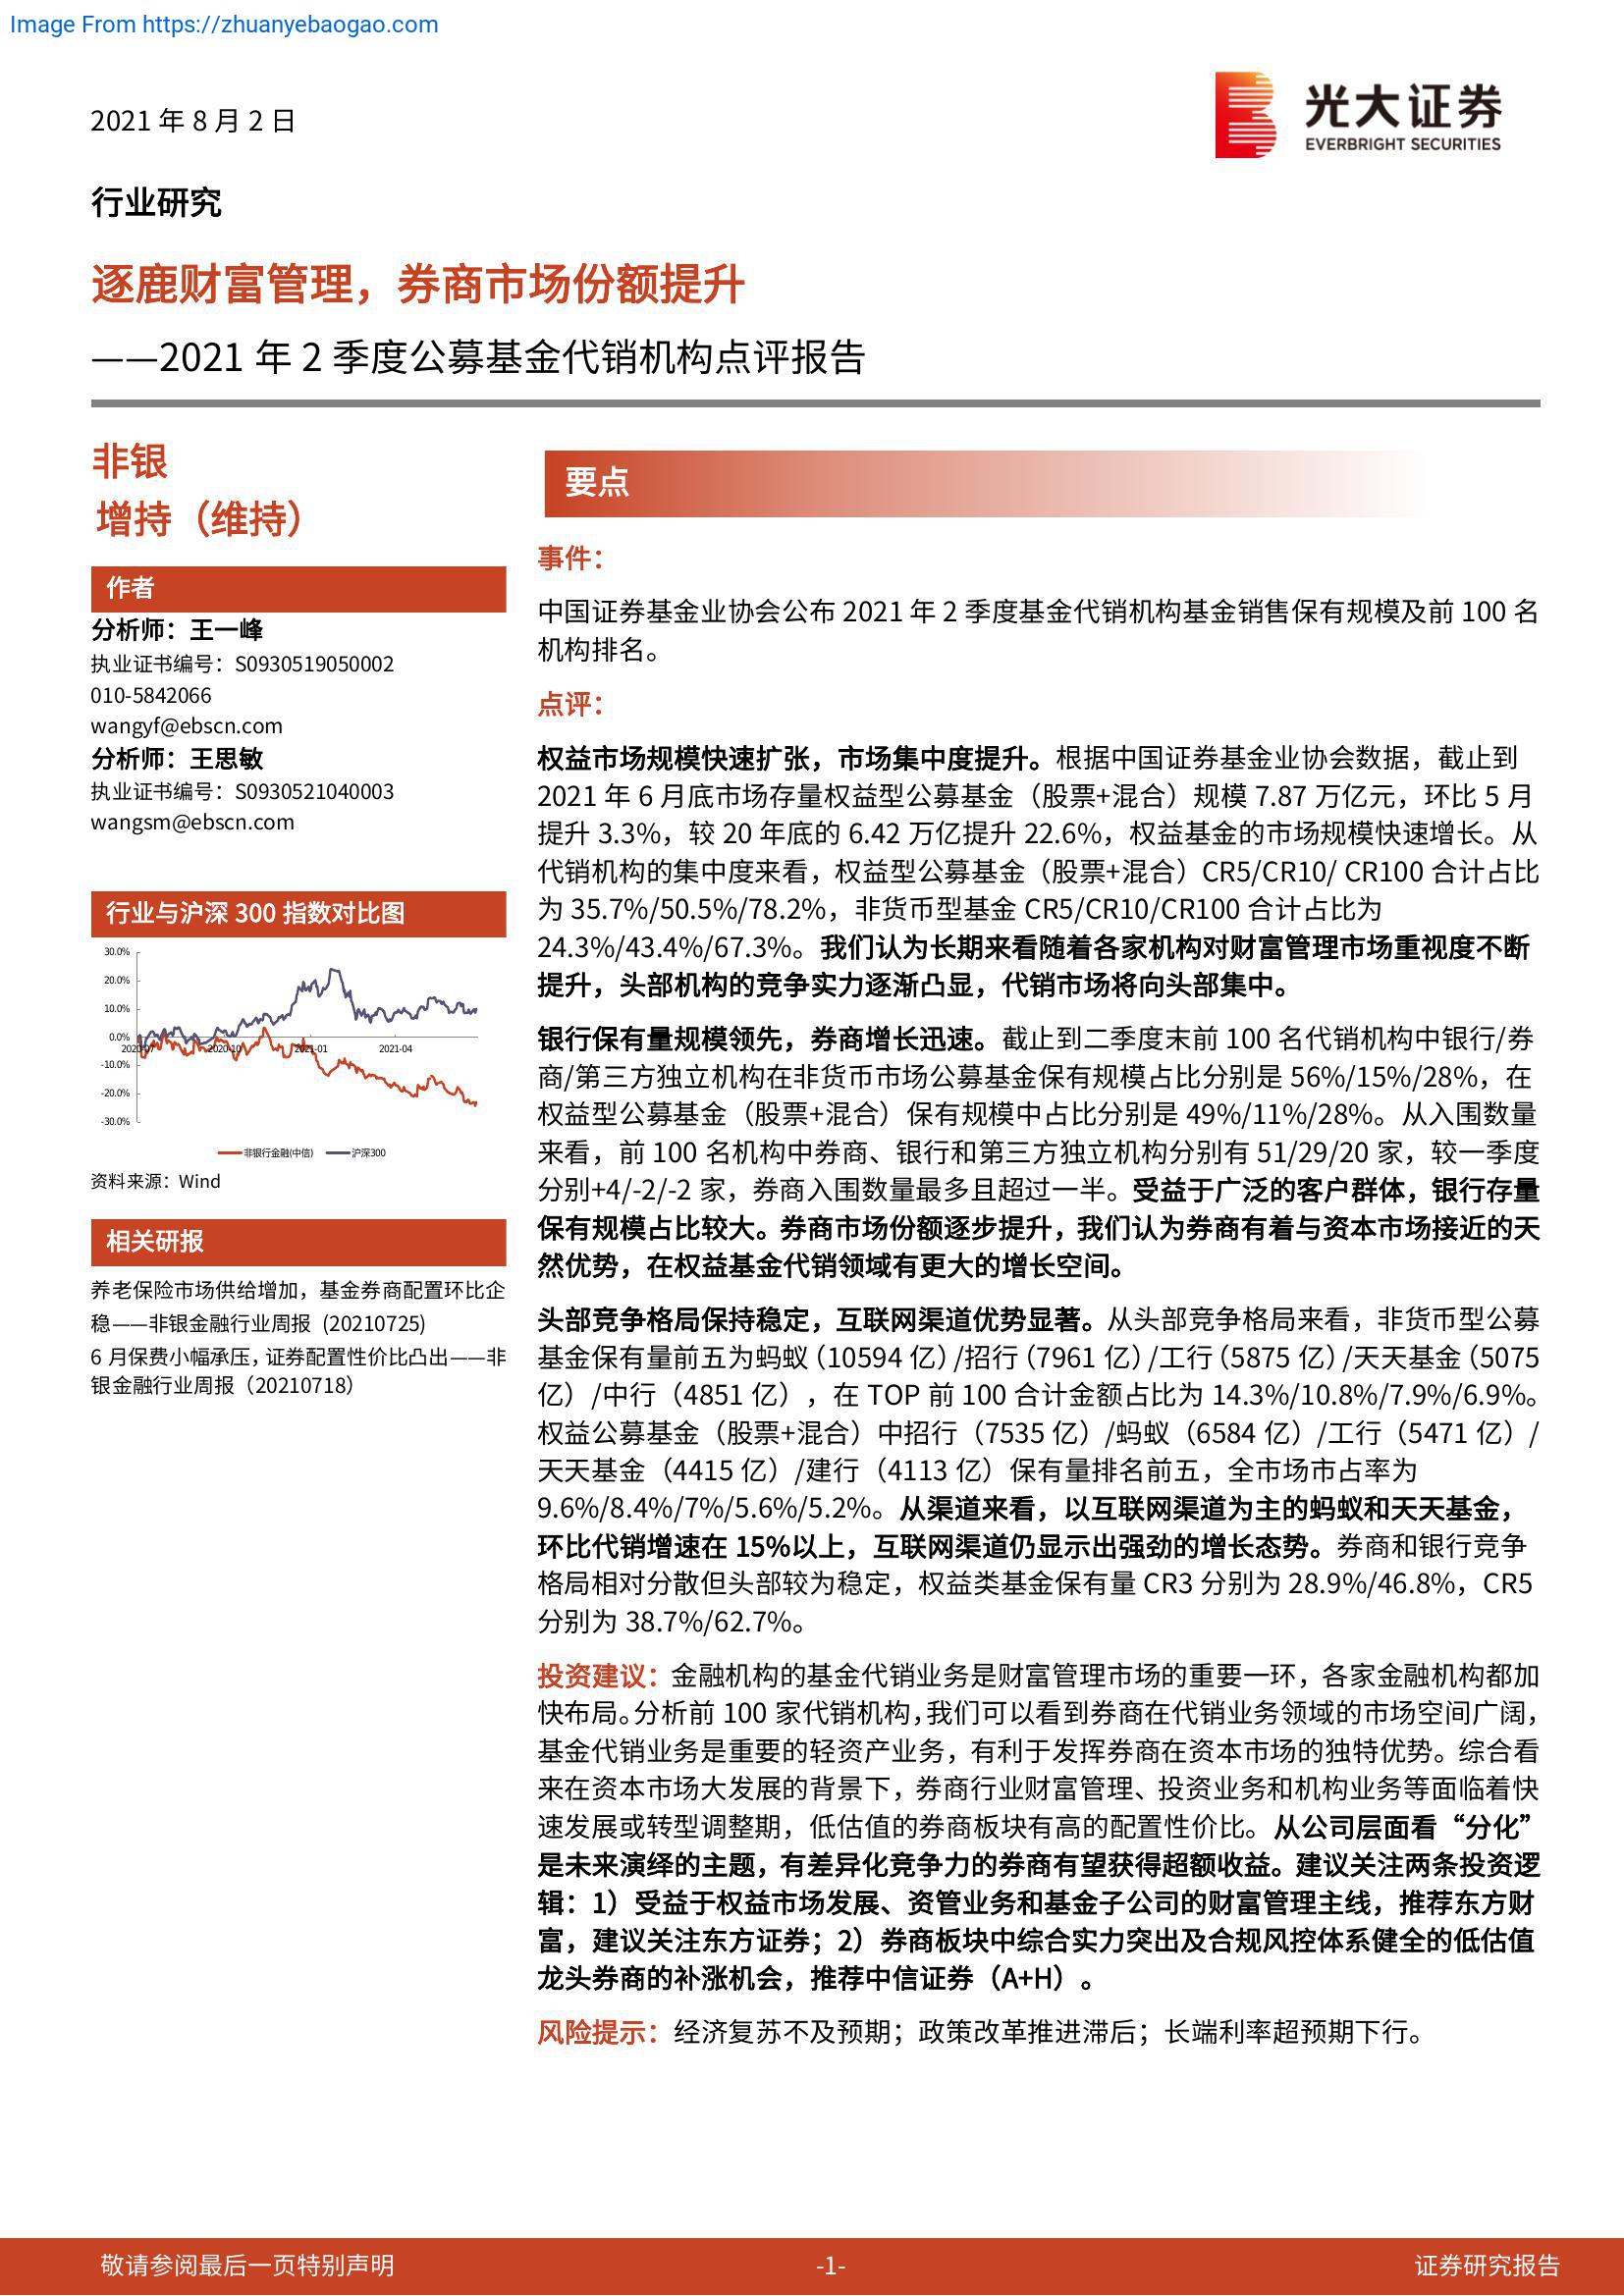 Image From https://zhuanyebaogao.com
2021 年 8 月 2 日
光大证券
EVERBRIGHT SECURITIES
行业研究
逐鹿财富管理，券商市场份额提升
——2021 年 2 季度公募基金代销机构点评报告
非银
增持（维持）
作者
分析师：王一峰
执业证书编号：S0930519050002
010-5842066
wangyf@ebscn.com
分析师：王思敏
执业证书编号：S0930521040003
wangsm@ebscn.com
行业与沪深 300 指数对比图
30.0%
20.0%
10.0%
0.0%
2020-07 2020-10 2021-01 2021-04
-10.0%
-20.0%
-30.0%
非银行金融(中信) 沪深300
资料来源：Wind
相关研报
养老保险市场供给增加，基金券商配置环比企
稳——非银金融行业周报 (20210725)
6 月保费小幅承压，证券配置性价比凸出——非
银金融行业周报（20210718）
要点
事件：
中国证券基金业协会公布 2021 年 2 季度基金代销机构基金销售保有规模及前 100 名
机构排名。
点评：
权益市场规模快速扩张，市场集中度提升。根据中国证券基金业协会数据，截止到
2021 年 6 月底市场存量权益型公募基金（股票+混合）规模 7.87 万亿元，环比 5 月
提升 3.3%，较 20 年底的 6.42 万亿提升 22.6%，权益基金的市场规模快速增长。从
代销机构的集中度来看，权益型公募基金（股票+混合）CR5/CR10/ CR100 合计占比
为 35.7%/50.5%/78.2%，非货币型基金 CR5/CR10/CR100 合计占比为
24.3%/43.4%/67.3%。我们认为长期来看随着各家机构对财富管理市场重视度不断
提升，头部机构的竞争实力逐渐凸显，代销市场将向头部集中。
银行保有量规模领先，券商增长迅速。截止到二季度末前 100 名代销机构中银行/券
商/第三方独立机构在非货币市场公募基金保有规模占比分别是 56%/15%/28%，在
权益型公募基金（股票+混合）保有规模中占比分别是 49%/11%/28%。从入围数量
来看，前 100 名机构中券商、银行和第三方独立机构分别有 51/29/20 家，较一季度
分别+4/-2/-2 家，券商入围数量最多且超过一半。受益于广泛的客户群体，银行存量
保有规模占比较大。券商市场份额逐步提升，我们认为券商有着与资本市场接近的天
然优势，在权益基金代销领域有更大的增长空间。
头部竞争格局保持稳定，互联网渠道优势显著。从头部竞争格局来看，非货币型公募
基金保有量前五为蚂蚁（10594 亿）/招行（7961 亿）/工行（5875 亿）/天天基金（5075
亿）/中行（4851 亿），在 TOP 前 100 合计金额占比为 14.3%/10.8%/7.9%/6.9%。
权益公募基金（股票+混合）中招行（7535 亿）/蚂蚁（6584 亿）/工行（5471 亿）/
天天基金（4415 亿）/建行（4113 亿）保有量排名前五，全市场市占率为
9.6%/8.4%/7%/5.6%/5.2%。从渠道来看，以互联网渠道为主的蚂蚁和天天基金，
环比代销增速在 15%以上，互联网渠道仍显示出强劲的增长态势。券商和银行竞争
格局相对分散但头部较为稳定，权益类基金保有量 CR3 分别为 28.9%/46.8%，CR5
分别为 38.7%/62.7%。
投资建议：金融机构的基金代销业务是财富管理市场的重要一环，各家金融机构都加
快布局。分析前 100 家代销机构，我们可以看到券商在代销业务领域的市场空间广阔，
基金代销业务是重要的轻资产业务，有利于发挥券商在资本市场的独特优势。综合看
来在资本市场大发展的背景下，券商行业财富管理、投资业务和机构业务等面临着快
速发展或转型调整期，低估值的券商板块有高的配置性价比。从公司层面看“分化”
是未来演绎的主题，有差异化竞争力的券商有望获得超额收益。建议关注两条投资逻
辑：1）受益于权益市场发展、资管业务和基金子公司的财富管理主线，推荐东方财
富，建议关注东方证券；2）券商板块中综合实力突出及合规风控体系健全的低估值
龙头券商的补涨机会，推荐中信证券（A+H）。
风险提示：经济复苏不及预期；政策改革推进滞后；长端利率超预期下行。
敬请参阅最后一页特别声明
-1-
证券研究报告